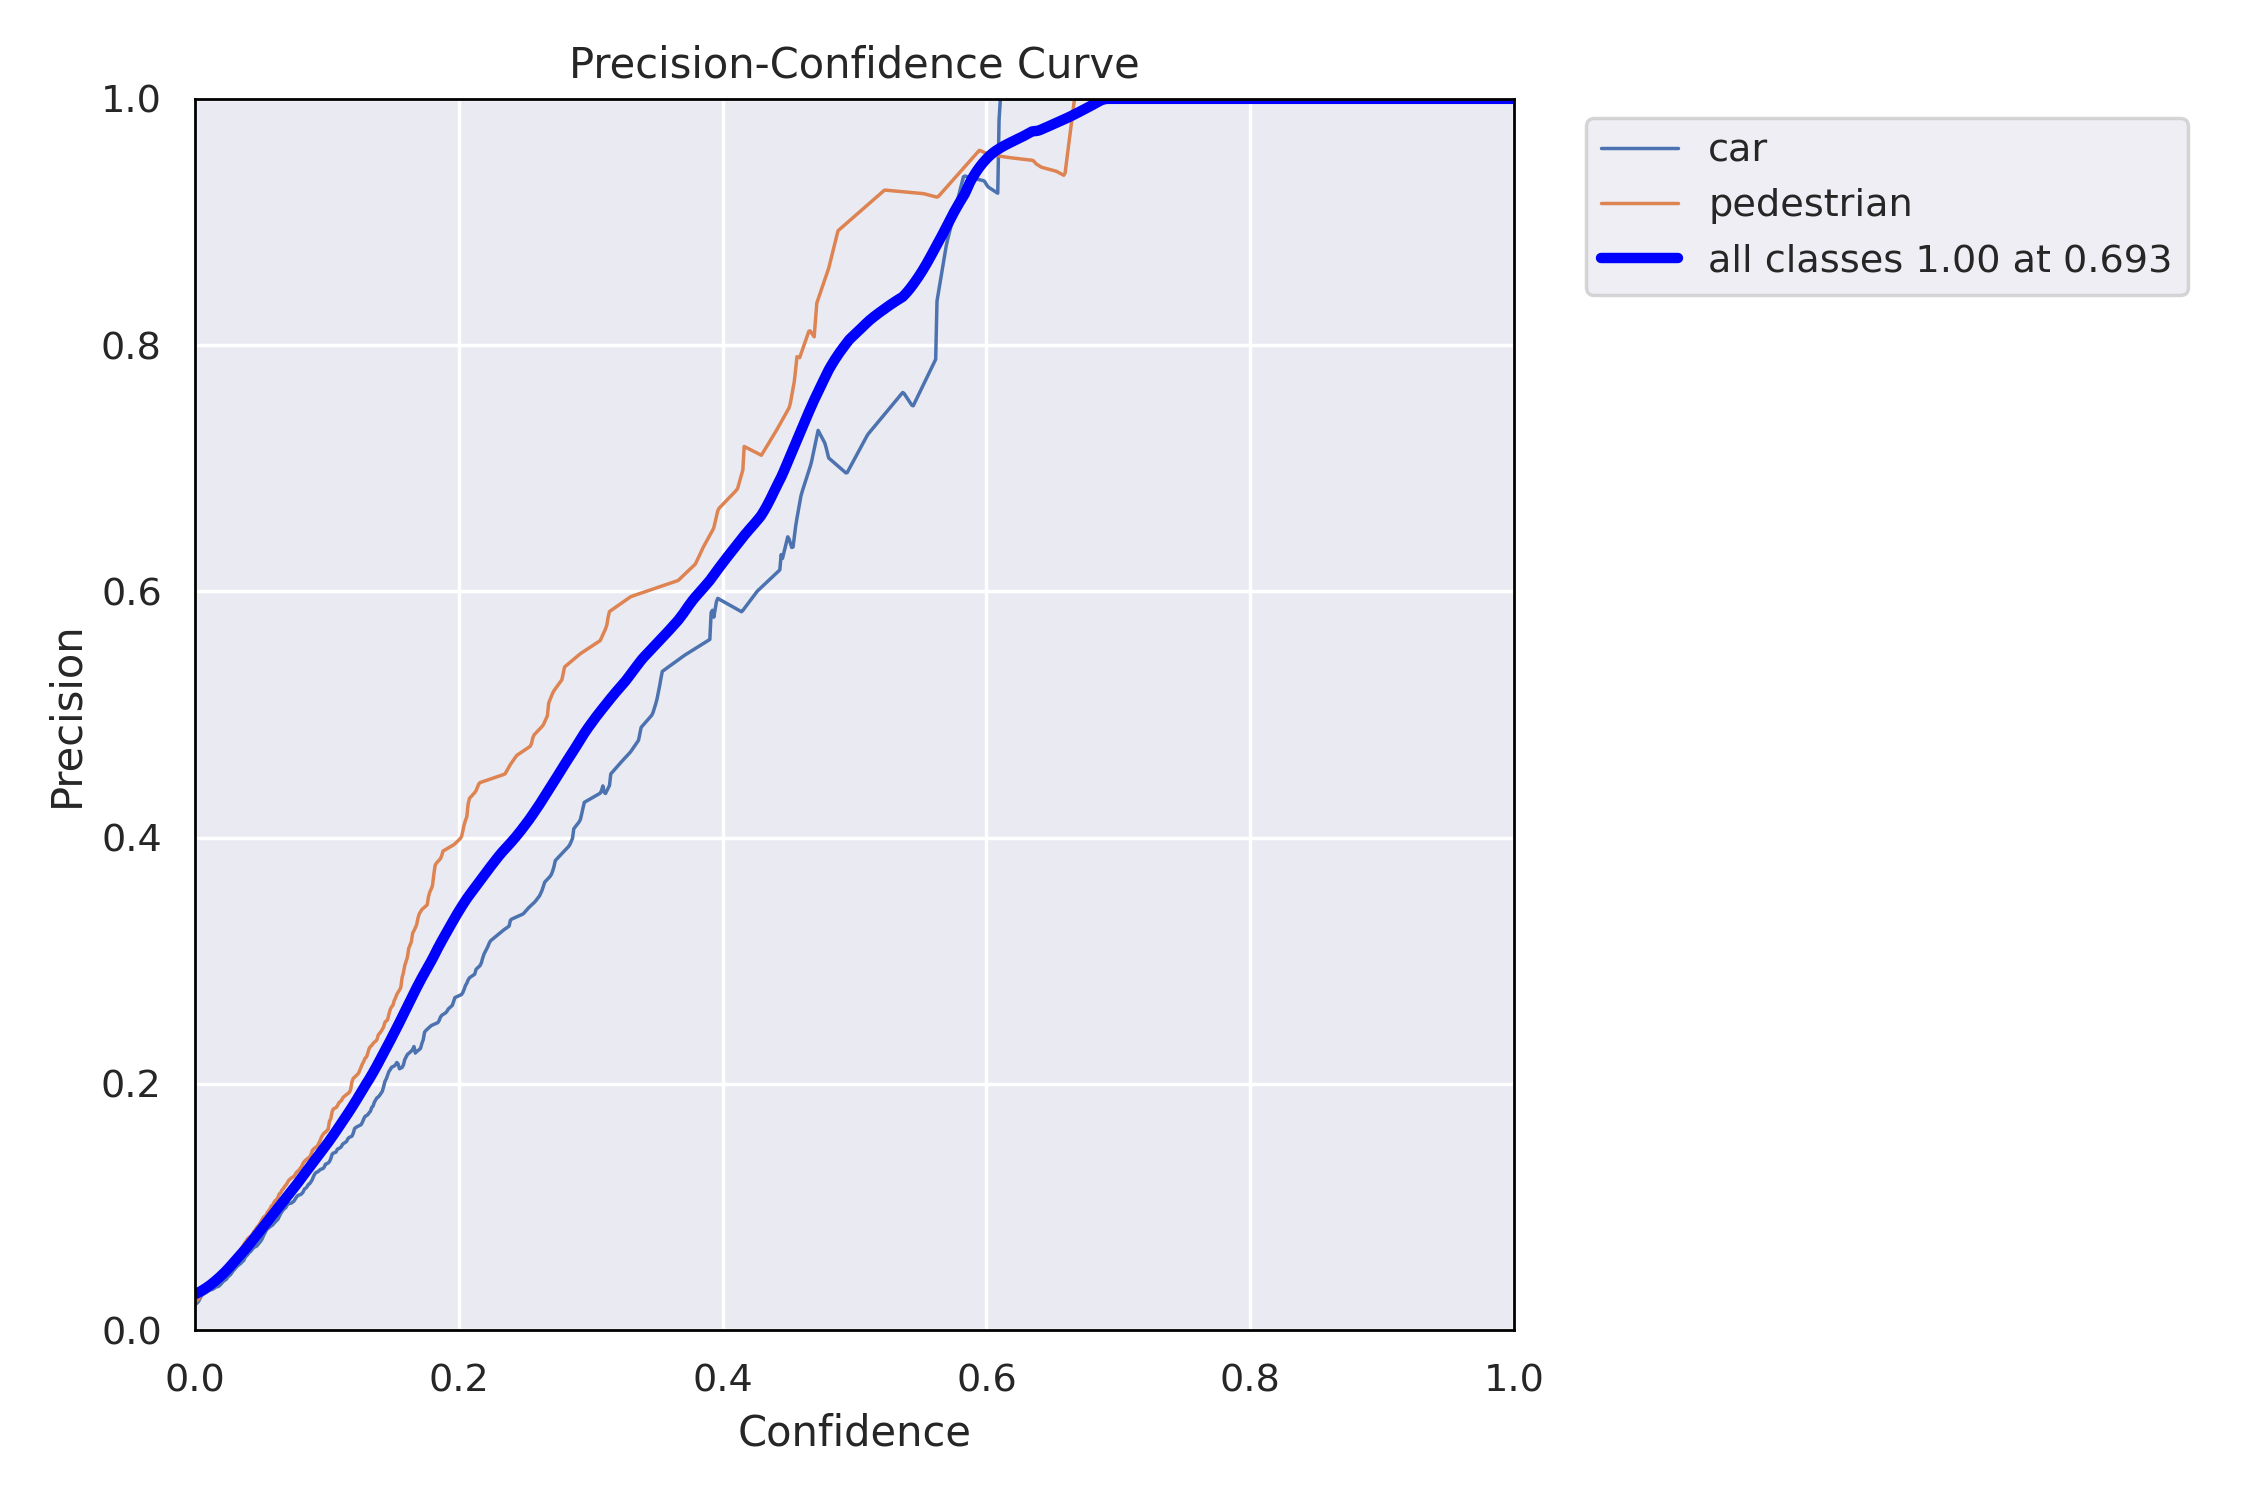 Precision-Confidence Curve
1.0
0.8
0.6
0.4
0.2
0.0
Precision
0.0 0.2 0.4 0.6 0.8 1.0
Confidence
car
pedestrian
all classes 1.00 at 0.693